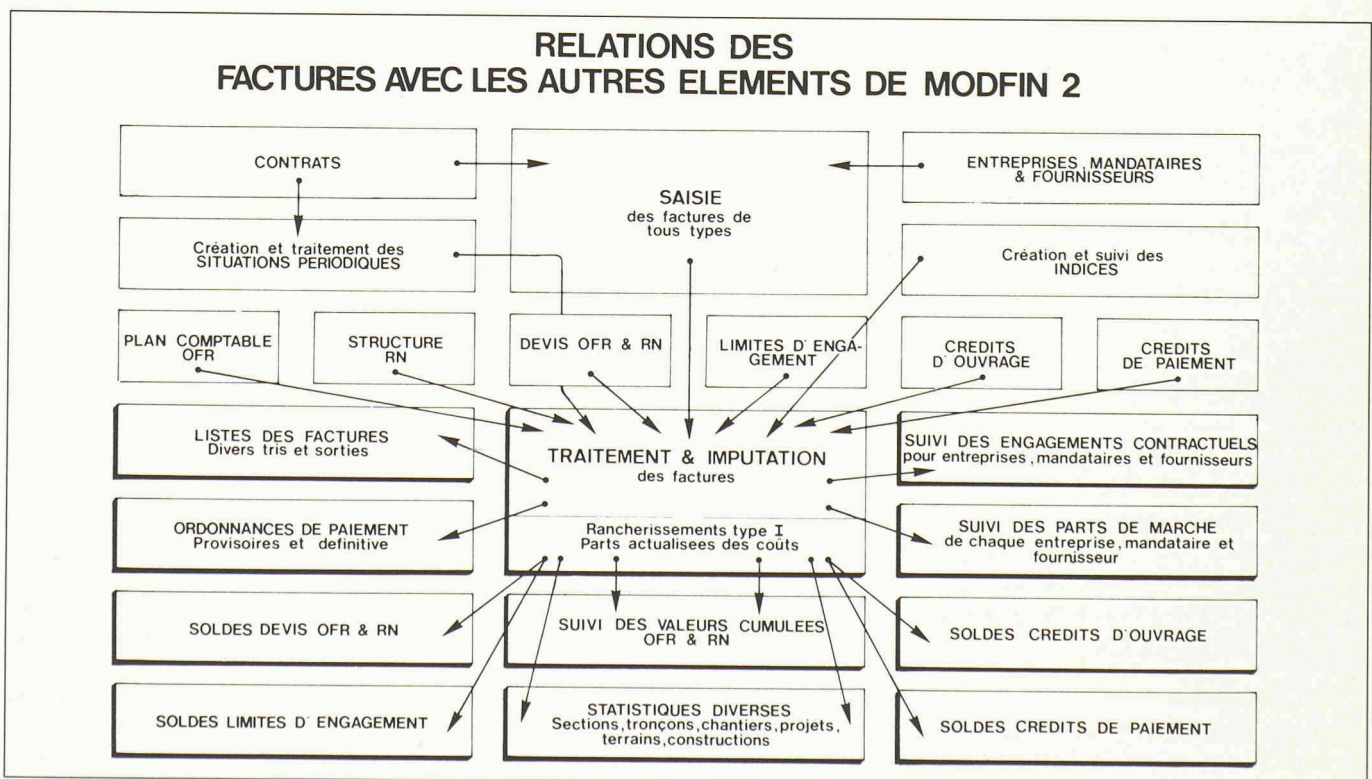 RELATIONS DES
FACTURES AVEC LES AUTRES ELEMENTS DE MODFIN 2
CONTRATS
SAISIE
des factures de
tous types
ENTREPRISES, MANDATAIRES
& FOURNISSEURS
Création et traitement des
SITUATIONS PERIODIQUES
Création et suivi des
INDICES
PLAN COMPTABLE
OFR
STRUCTURE
RN
DEVIS OFR & RN
LIMITES D'ENGA-
GEMENT
CREDITS
D'OUVRAGE
CREDITS
DE PAIEMENT
LISTES DES FACTURES
Divers tris et sorties
TRAITEMENT & IMPUTATION
des factures
SUIVI DES ENGAGEMENTS CONTRACTUELS
pour entreprises, mandataires et fournisseurs
ORDONNANCES DE PAIEMENT
Provisoires et definitive
Rancherissements type I
Parts actualisees des coûts
SUIVI DES PARTS DE MARCHE
de chaque entreprise, mandataire et
fournisseur
SOLDES DEVIS OFR & RN
SUIVI DES VALEURS CUMULEES
OFR & RN
SOLDES CREDITS D'OUVRAGE
SOLDES LIMITES D'ENGAGEMENT
STATISTIQUES DIVERSES
Sections, tronçons, chantiers, projets,
terrains, constructions
SOLDES CREDITS DE PAIEMENT